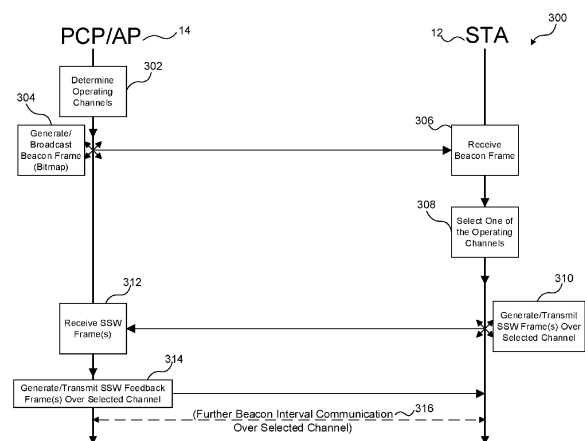 PCP/AP 14
12 STA
300
302
Determine
Operating
Channels
304
Generate/
Broadcast
Beacon Frame
(Bitmap)
306
Receive
Beacon Frame
308
Select One of
the Operating
Channels
310
Generate/Transmit
SSW Frame(s) Over
Selected Channel
312
Receive SSW
Frame(s)
314
Generate/Transmit SSW Feedback
Frame(s) Over Selected Channel
(Further Beacon Interval Communication 316
Over Selected Channel)